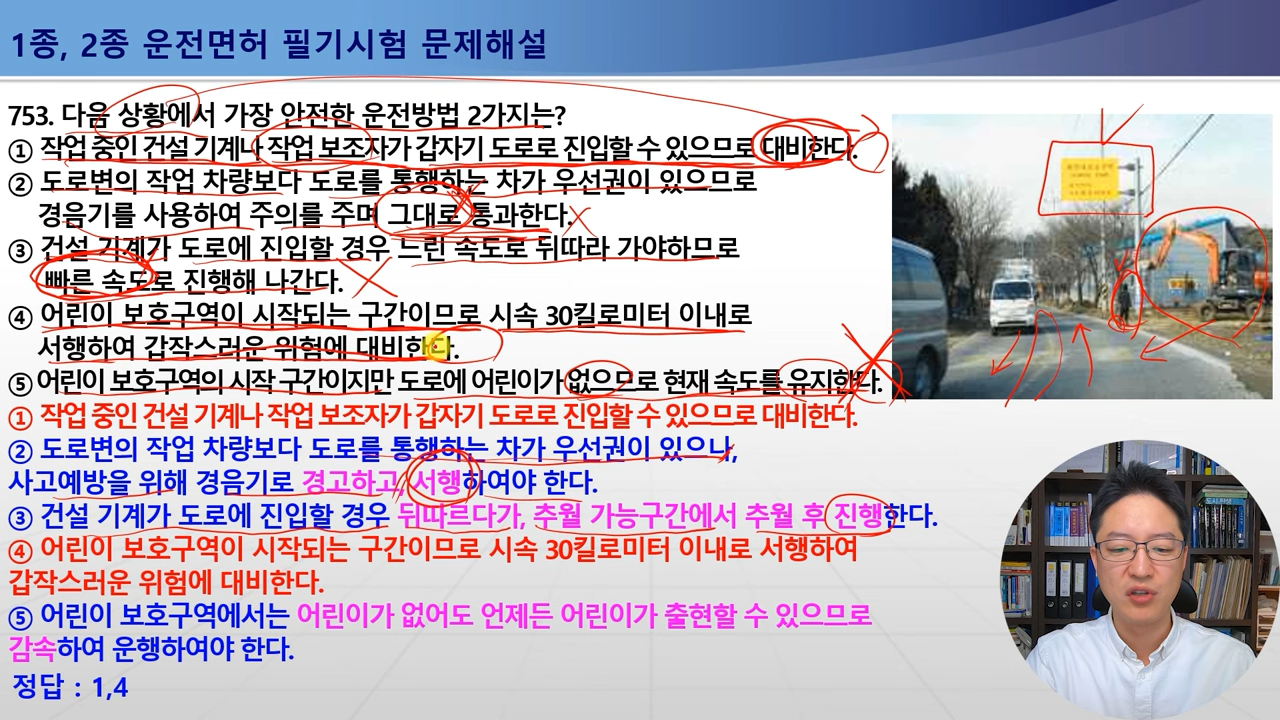 1종, 2종 운전면허 필기시험 문제해설
753. 다음 상황에서 가장 안전한 운전방법 2가지는?
① 작업 중인 건설 기계나 작업 보조자가 갑자기 도로로 진입할 수 있으므로 대비한다.
② 도로변의 작업 차량보다 도로를 통행하는 차가 우선권이 있으므로
경음기를 사용하여 주의를 주며 그대로 통과한다.
③ 건설 기계가 도로에 진입할 경우 느린 속도로 뒤따라 가야하므로
빠른 속도로 진행해 나간다.
④ 어린이 보호구역이 시작되는 구간이므로 시속 30킬로미터 이내로
서행하여 갑작스러운 위험에 대비한다.
⑤ 어린이 보호구역의 시작 구간이지만 도로에 어린이가 없으므로 현재 속도를 유지한다.
① 작업 중인 건설 기계나 작업 보조자가 갑자기 도로로 진입할 수 있으므로 대비한다.
② 도로변의 작업 차량보다 도로를 통행하는 차가 우선권이 있으나,
사고예방을 위해 경음기로 경고하고, 서행하여야 한다.
③ 건설 기계가 도로에 진입할 경우 뒤따르다가, 추월 가능구간에서 추월 후 진행한다.
④ 어린이 보호구역이 시작되는 구간이므로 시속 30킬로미터 이내로 서행하여
갑작스러운 위험에 대비한다.
⑤ 어린이 보호구역에서는 어린이가 없어도 언제든 어린이가 출현할 수 있으므로
감속하여 운행하여야 한다.
정답 : 1,4